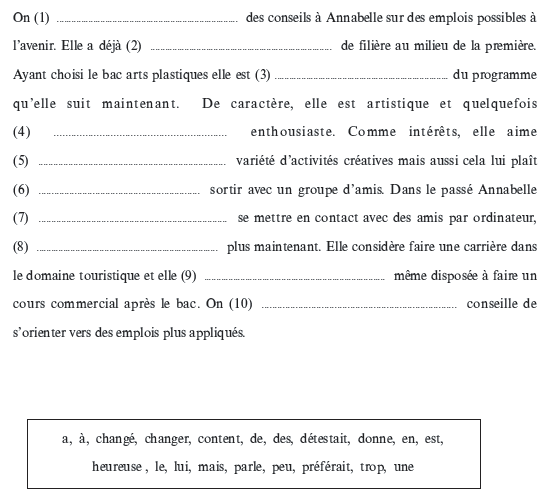 On (1) ........................................................ des conseils à Annabelle sur des emplois possibles à
l'avenir. Elle a déjà (2) ........................................................ de filière au milieu de la première.
Ayant choisi le bac arts plastiques elle est (3) ........................................................ du programme
qu'elle suit maintenant. De caractère, elle est artistique et quelquefois
(4) ........................................................ enthousiaste. Comme intérêts, elle aime
(5) ........................................................ variété d'activités créatives mais aussi cela lui plaît
(6) ........................................................ sortir avec un groupe d'amis. Dans le passé Annabelle
(7) ........................................................ se mettre en contact avec des amis par ordinateur,
(8) ........................................................ plus maintenant. Elle considère faire une carrière dans
le domaine touristique et elle (9) ........................................................ même disposée à faire un
cours commercial après le bac. On (10) ........................................................ conseille de
s'orienter vers des emplois plus appliqués.
a, à, changé, changer, content, de, des, détestait, donne, en, est,
heureuse , le, lui, mais, parle, peu, préférait, trop, une